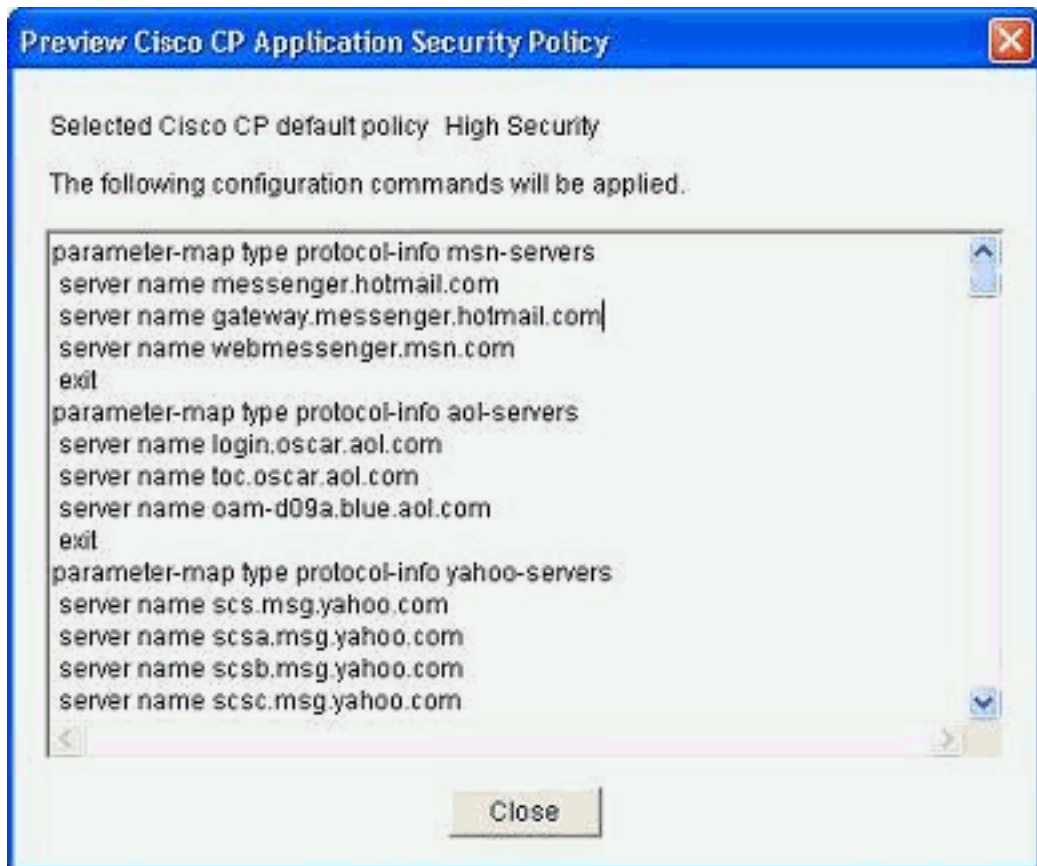 Preview Cisco CP Application Security Policy
Selected Cisco CP default policy High Security
The following configuration commands will be applied.
parameter-map type protocol-info msn-servers
server name messenger.hotmail.com
server name gateway.messenger.hotmail.com
server name webmessenger.msn.com
exit
parameter-map type protocol-info aol-servers
server name login.oscar.aol.com
server name toc.oscar.aol.com
server name oam-d09a.blue.aol.com
exit
parameter-map type protocol-info yahoo-servers
server name scs.msg.yahoo.com
server name scsa.msg.yahoo.com
server name scsb.msg.yahoo.com
server name scsc.msg.yahoo.com
Close